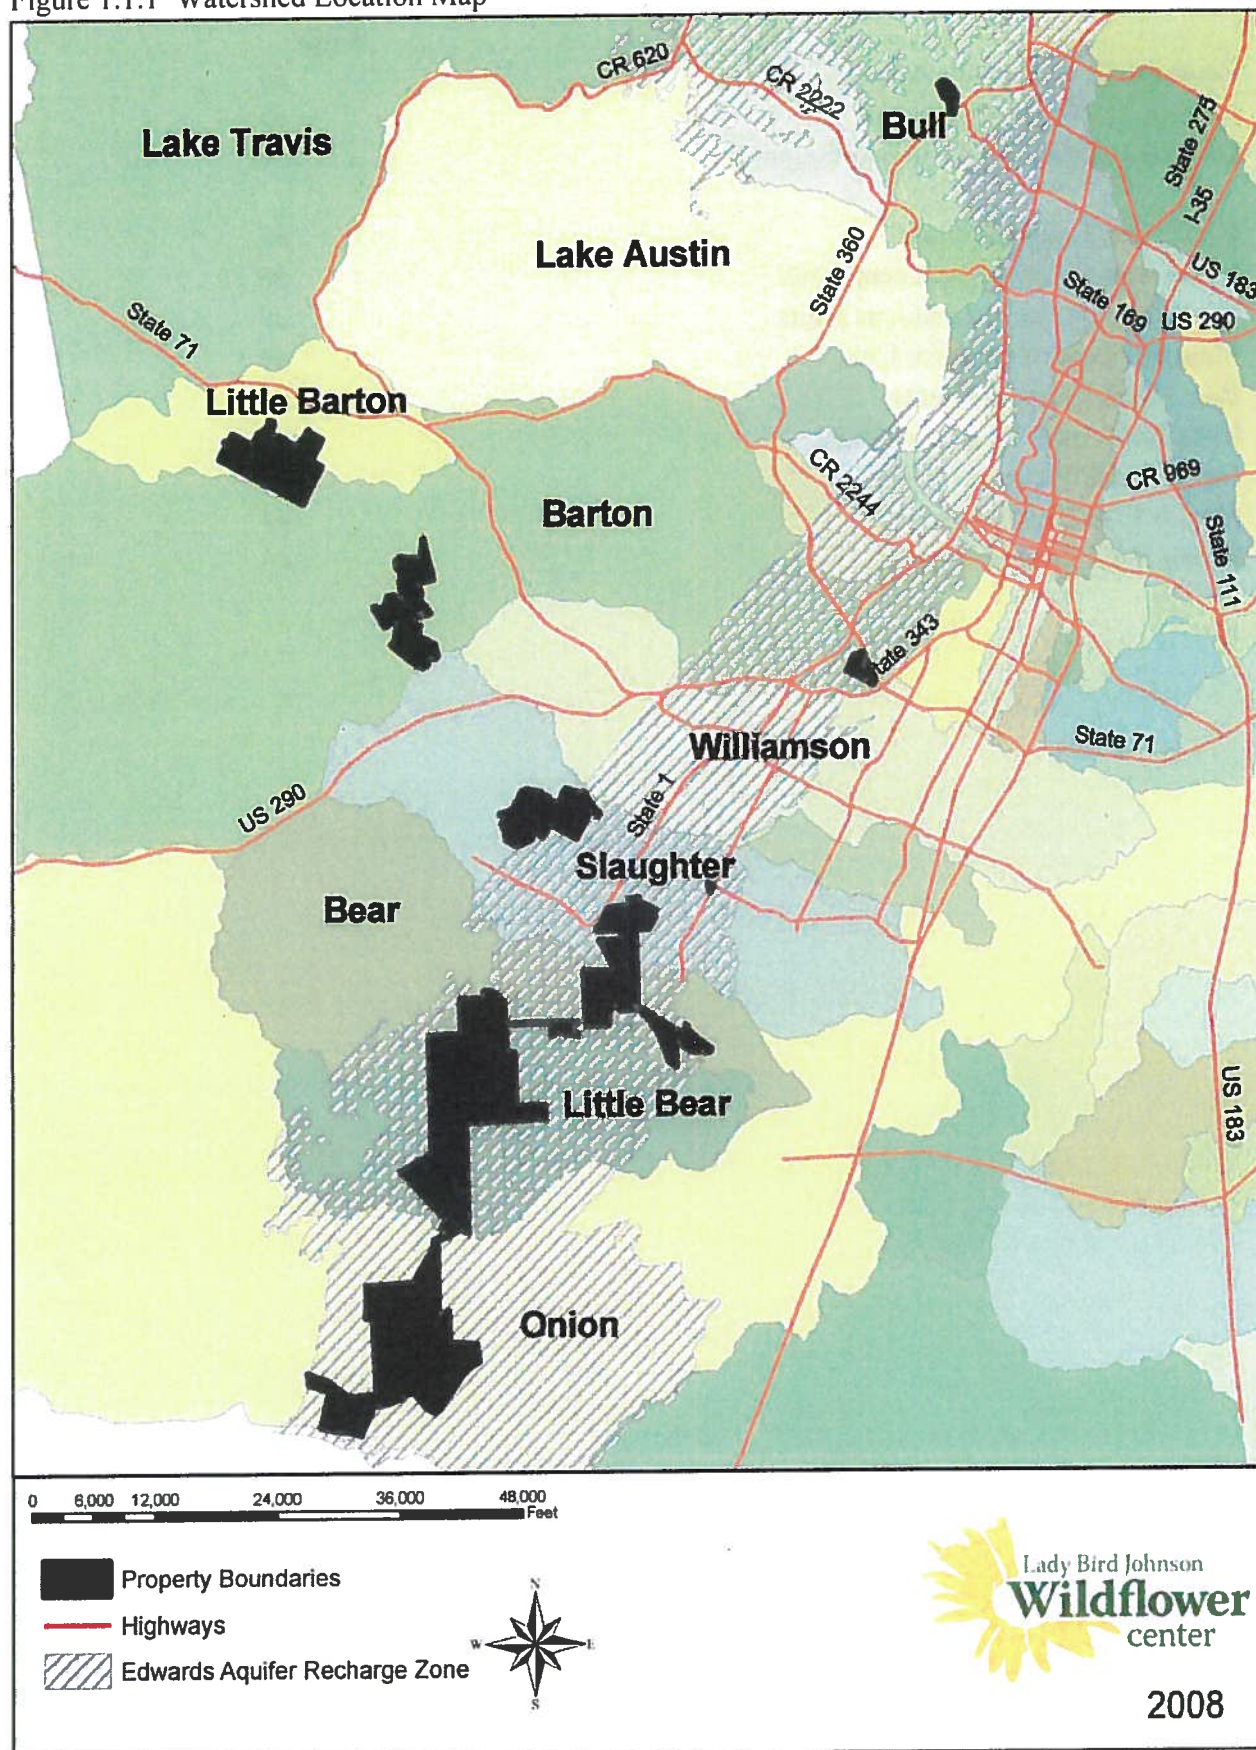 Figure 1.1.1 Watershed Location Map
CR 620
CR 2222
Bull
State 275
Lake Travis
I-35
Lake Austin
State 360
US 183
State 169
US 290
State 71
Little Barton
CR 2244
CR 969
Barton
State 111
tate 343
Williamson
State 71
US 290
State 1
Slaughter
Bear
Little Bear
US 183
Onion
0 6,000 12,000 24,000 36,000 48,000
Feet
Property Boundaries
Highways
Edwards Aquifer Recharge Zone
N
W E
S
Lady Bird Johnson
Wildflower
center
2008